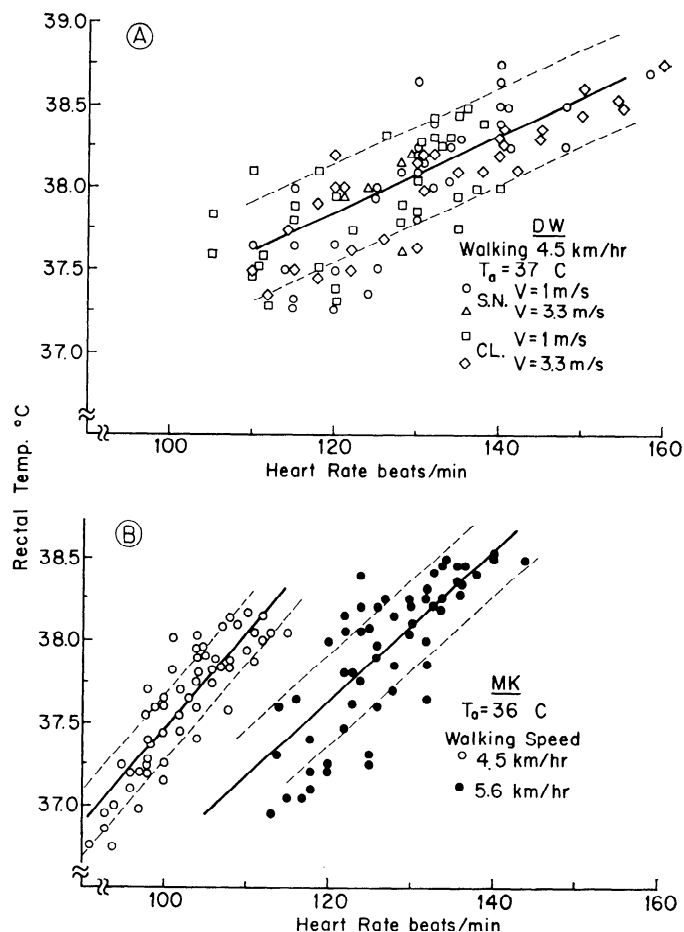 A
39.0
38.5
38.0
37.5
37.0
DW
Walking 4.5 km/hr
Ta = 37 C
S.N.
V = 1 m/s
V = 3.3 m/s
CL.
V = 1 m/s
V = 3.3 m/s
100 120 140 160
Heart Rate beats/min
Rectal Temp. °C
B
38.5
38.0
37.5
37.0
MK
Ta = 36 C
Walking Speed
4.5 km/hr
5.6 km/hr
100 120 140 160
Heart Rate beats/min